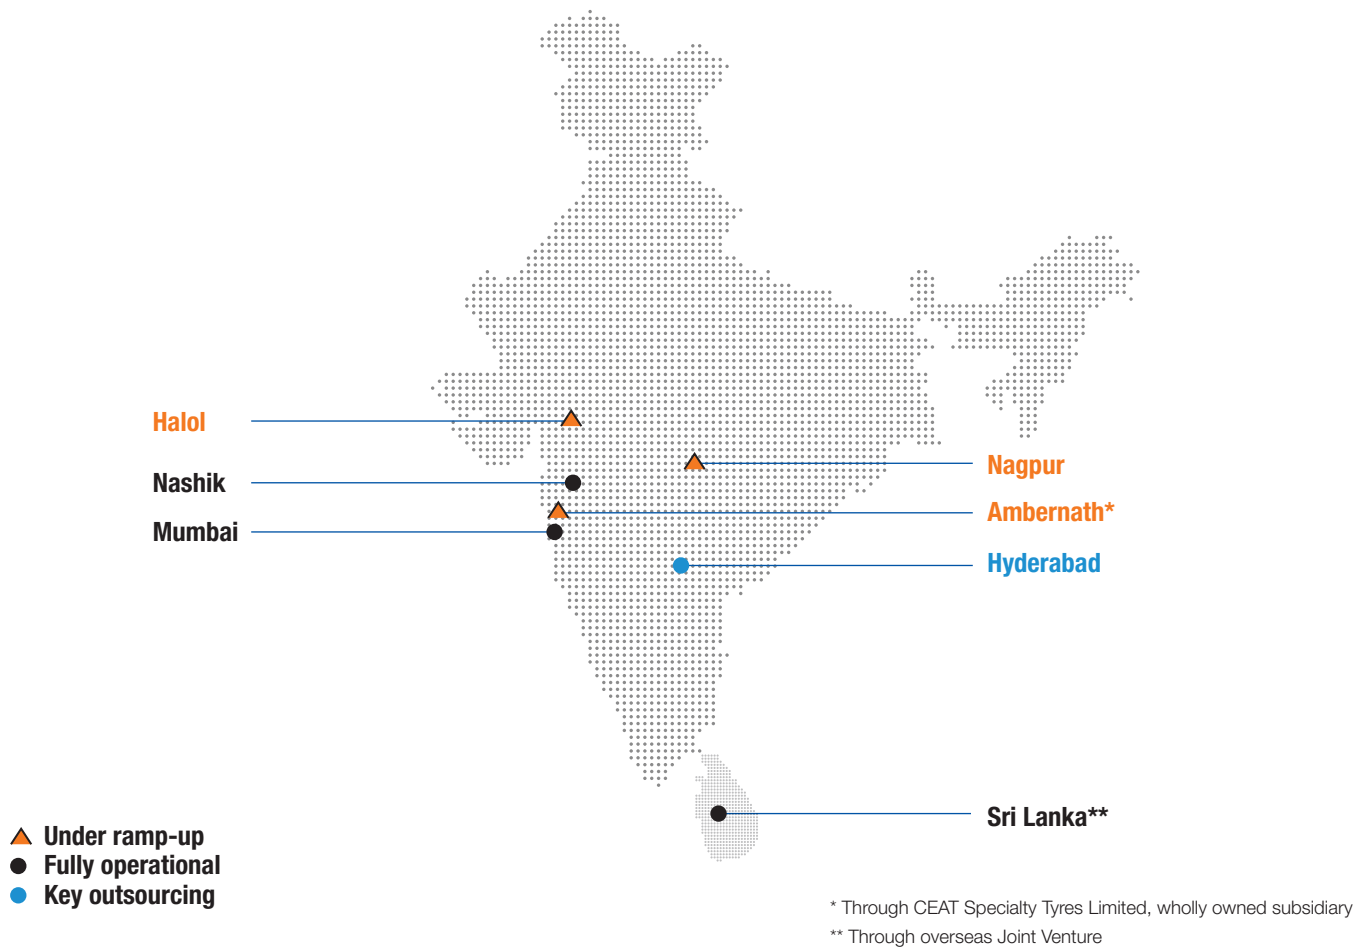 Halol
Nashik
Mumbai
Nagpur
Ambernath*
Hyderabad
Sri Lanka**
Under ramp-up
Fully operational
Key outsourcing
* Through CEAT Specialty Tyres Limited, wholly owned subsidiary
** Through overseas Joint Venture